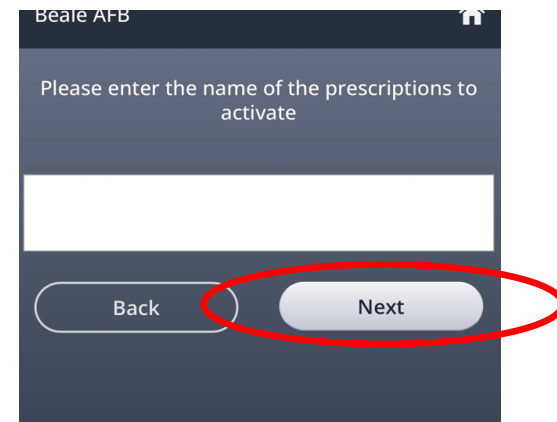 Beale AFB
Please enter the name of the prescriptions to
activate
Back
Next